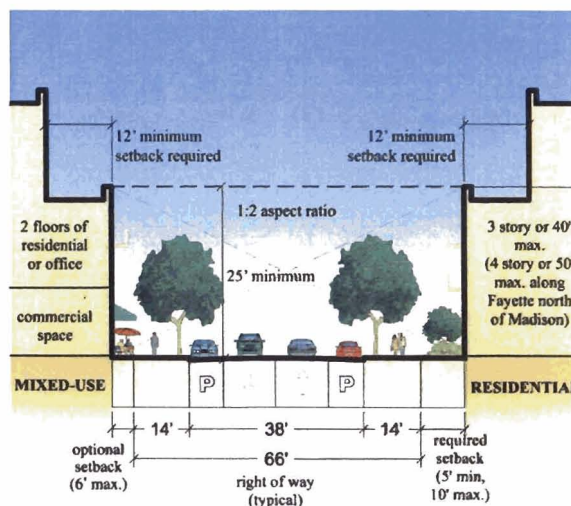 12' minimum
setback required
12' minimum
setback required
1:2 aspect ratio
2 floors of
residential
or office
25' minimum
3 story or 40'
max.
(4 story or 50'
max. along
Fayette north
of Madison)
commercial
space
MIXED-USE
P
P
RESIDENTIAL
14'
38'
14'
optional
setback
(6' max.)
66'
right of way
(typical)
required
setback
(5' min,
10' max.)